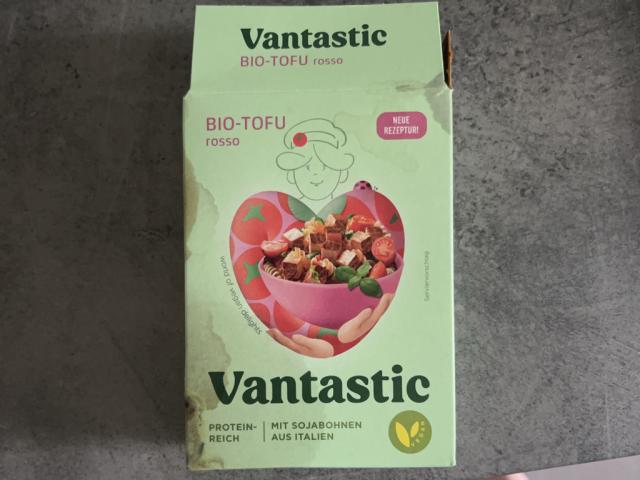 Vantastic
BIO-TOFU rosso
BIO-TOFU
rosso
NEUE
REZEPTUR!
world of vegan delights
Serviervorschlag
Vantastic
PROTEIN-
REICH
MIT SOJABOHNEN
AUS ITALIEN
VEGAN